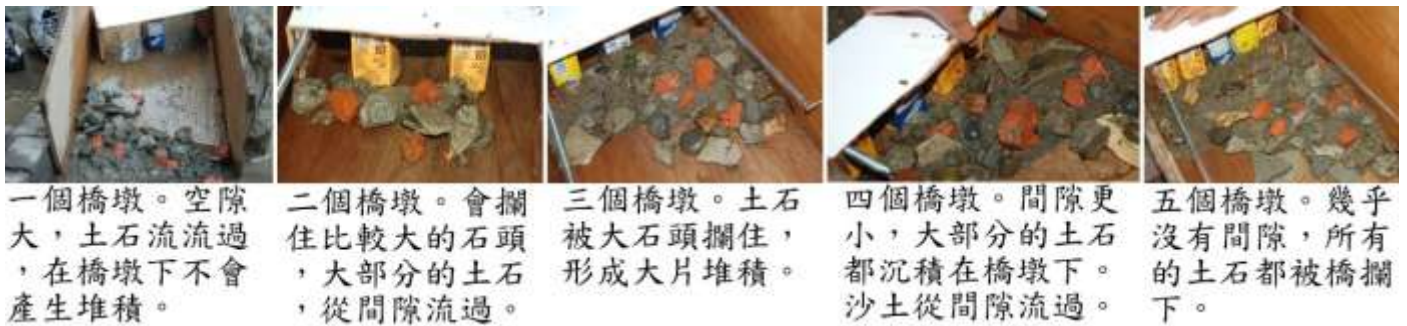 一個橋墩。空隙
大，土石流流過
，在橋墩下不會
產生堆積。
二個橋墩。會攔
住比較大的石頭
，大部分的土石
，從間隙流過。
三個橋墩。土石
被大石頭攔住，
形成大片堆積。
四個橋墩。間隙更
小，大部分的土石
都沉積在橋墩下。
沙土從間隙流過。
五個橋墩。幾乎
沒有間隙，所有
的土石都被橋攔
下。